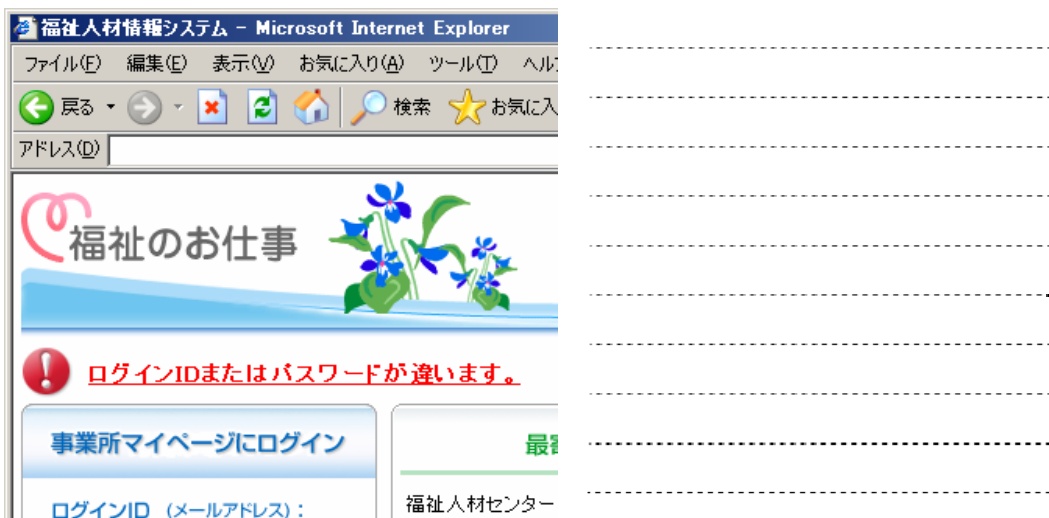 福祉人材情報システム - Microsoft Internet Explorer
ファイル(F) 編集(E) 表示(V) お気に入り(A) ツール(T) ヘル
戻る 検索 お気に入
アドレス(D)
福祉のお仕事
ログインIDまたはパスワードが違います。
事業所マイページにログイン
最寄
ログインID (メールアドレス):
福祉人材センター